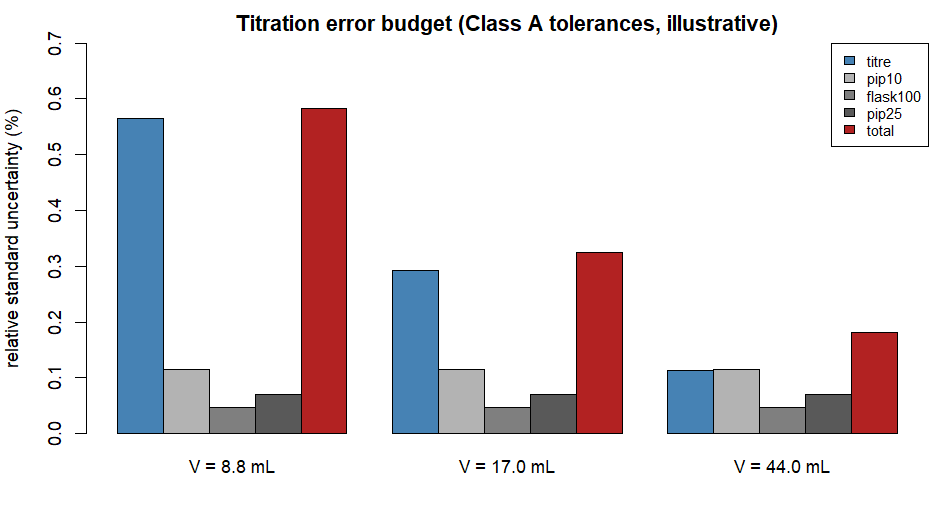 Titration error budget (Class A tolerances, illustrative)
relative standard uncertainty (%)
0.7
0.6
0.5
0.4
0.3
0.2
0.1
0.0
titre
pip10
flask100
pip25
total
V = 8.8 mL
V = 17.0 mL
V = 44.0 mL